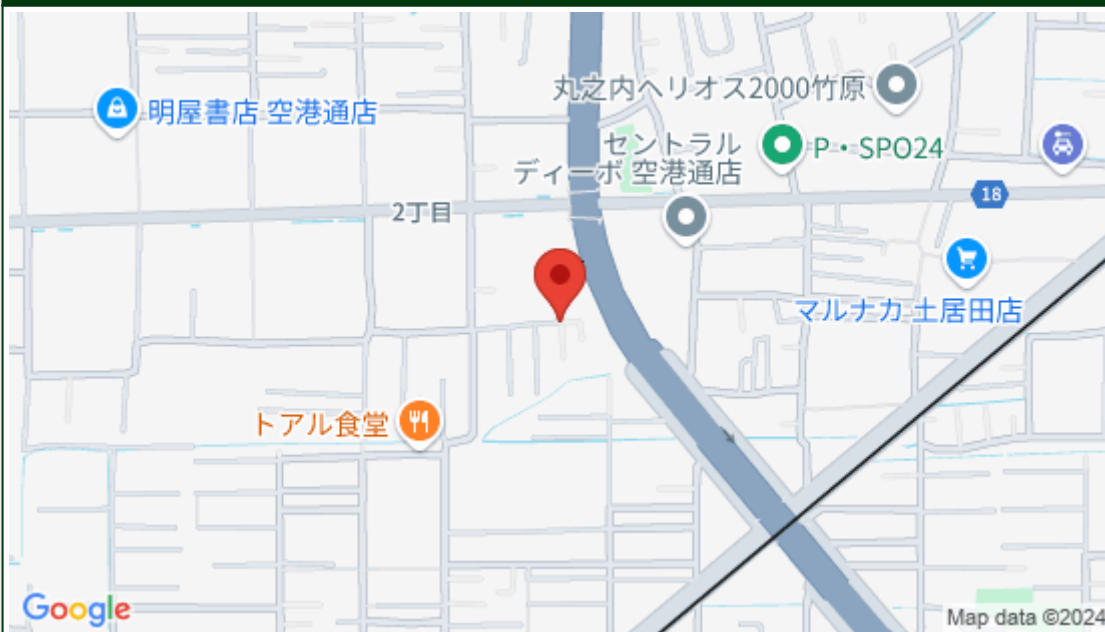 丸之内ヘリオス2000竹原
明屋書店 空港通店
セントラル
ディーボ 空港通店
P・SPO24
2丁目
18
マルナカ 土居田店
トアル食堂
Google
Map data ©2024